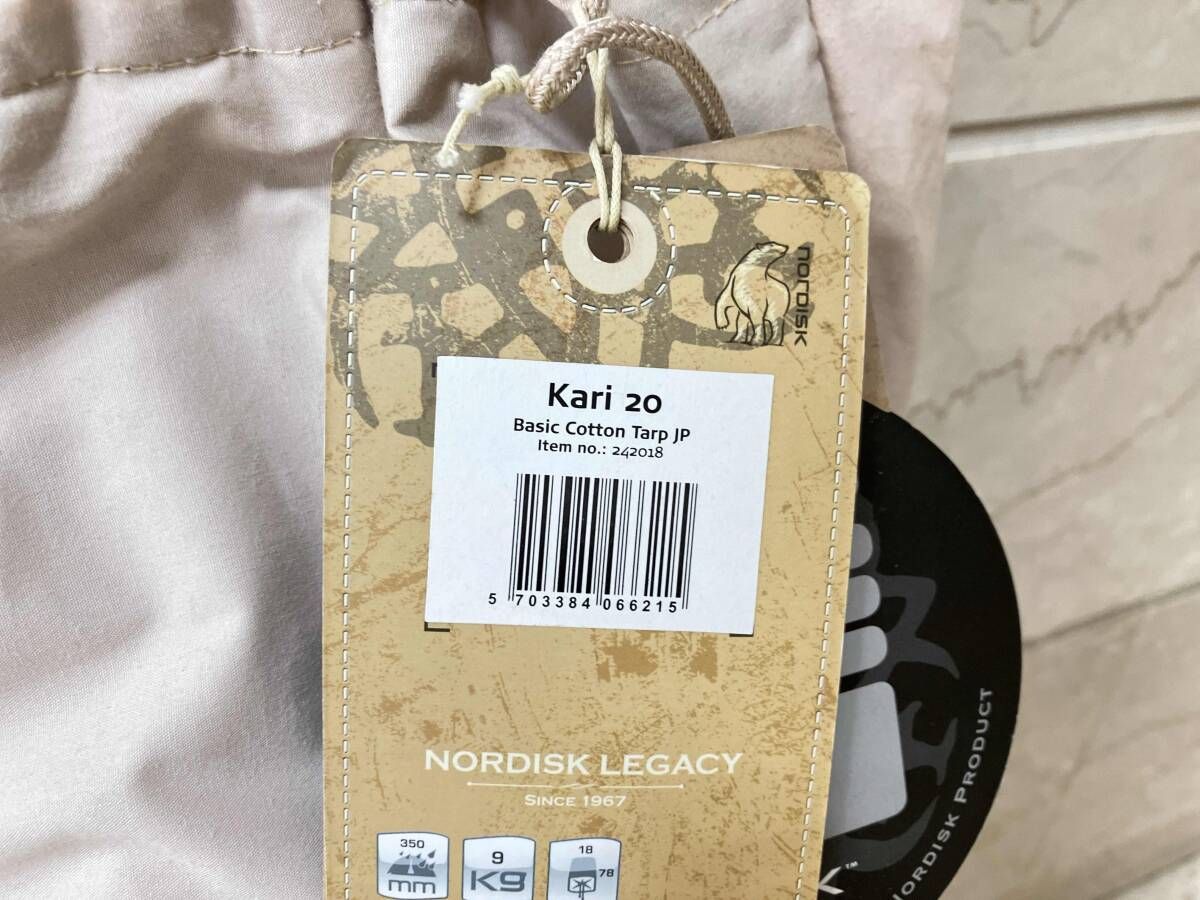 nordisk
Kari 20
Basic Cotton Tarp JP
Item no.: 242018
5 703384 066215
NORDISK LEGACY
SINCE 1967
350
mm
9
Kg
18
78
NORDISK PRODUCT